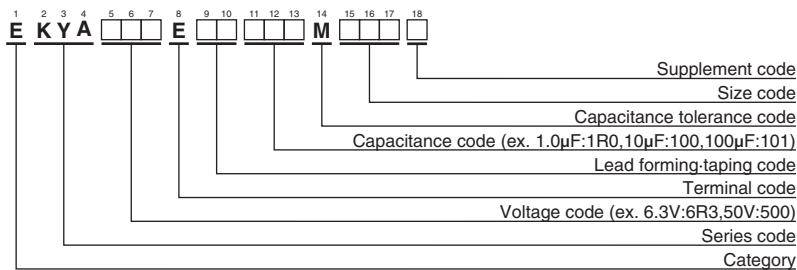 1 2 3 4 5 6 7 8 9 10 11 12 13 14 15 16 17 18
E K Y A E M
Supplement code
Size code
Capacitance tolerance code
Capacitance code (ex. 1.0μF:1R0,10μF:100,100μF:101)
Lead forming·taping code
Terminal code
Voltage code (ex. 6.3V:6R3,50V:500)
Series code
Category